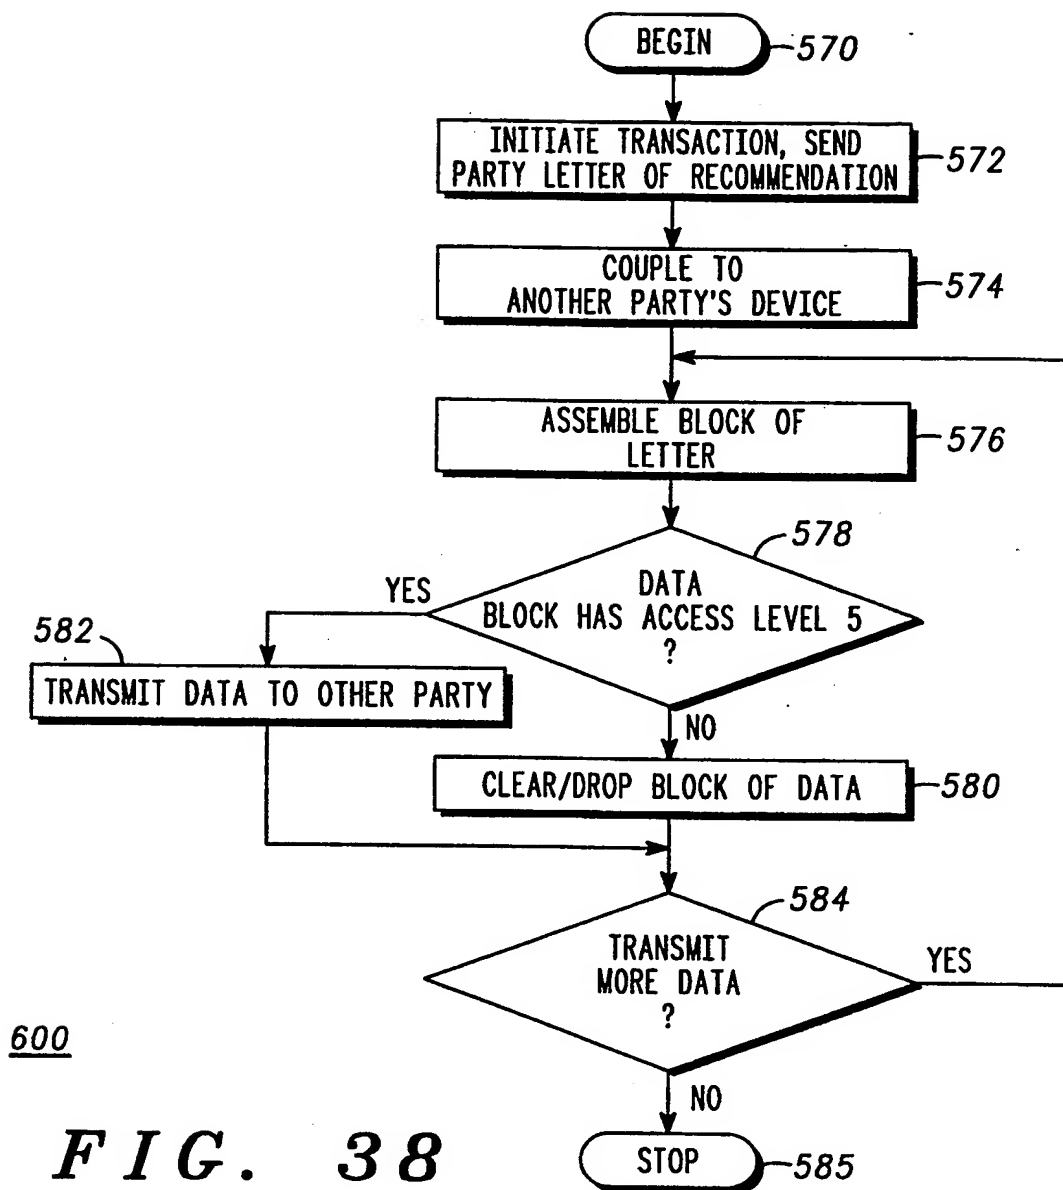 BEGIN
570
INITIATE TRANSACTION, SEND
PARTY LETTER OF RECOMMENDATION
572
COUPLE TO
ANOTHER PARTY'S DEVICE
574
ASSEMBLE BLOCK OF
LETTER
576
578
DATA
BLOCK HAS ACCESS LEVEL 5
?
YES
582
TRANSMIT DATA TO OTHER PARTY
NO
CLEAR/DROP BLOCK OF DATA
580
584
TRANSMIT
MORE DATA
?
YES
600
NO
STOP
585
FIG. 38